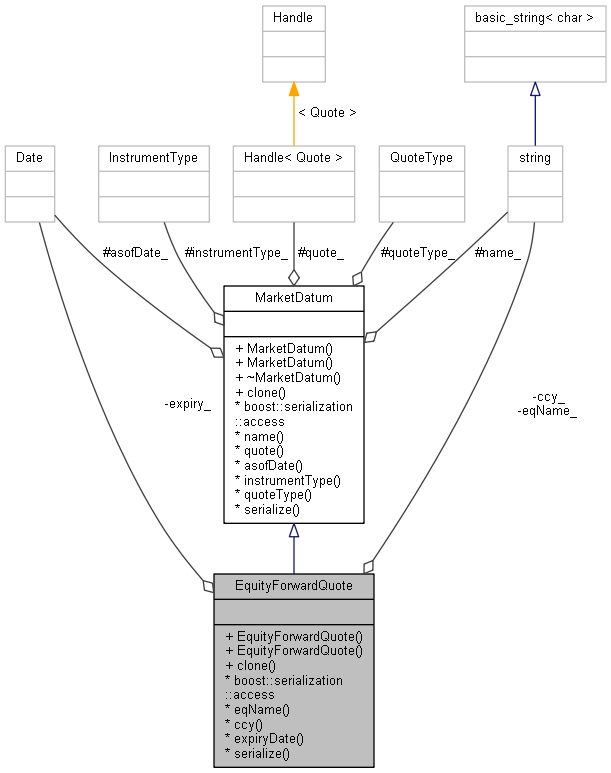 Handle
basic_string< char >
< Quote >
Date
InstrumentType
Handle< Quote >
QuoteType
string
#asofDate_
#instrumentType_
#quote_
#quoteType_
#name_
MarketDatum
+ MarketDatum()
+ MarketDatum()
+ ~MarketDatum()
+ clone()
* boost::serialization
::access
* name()
* quote()
* asofDate()
* instrumentType()
* quoteType()
* serialize()
-expiry_
-ccy_
-eqName_
EquityForwardQuote
+ EquityForwardQuote()
+ EquityForwardQuote()
+ clone()
* boost::serialization
::access
* eqName()
* ccy()
* expiryDate()
* serialize()